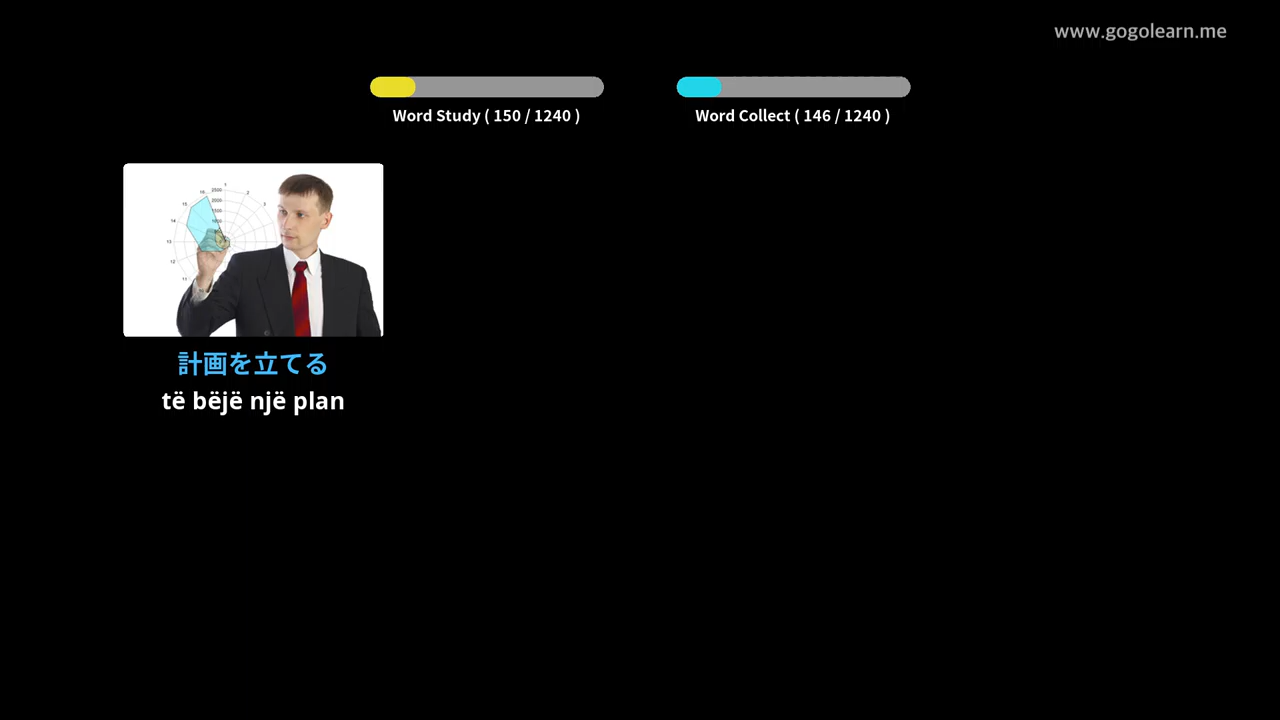 www.gogolearn.me
Word Study ( 150 / 1240 )
Word Collect ( 146 / 1240 )
計画を立てる
të bëjë një plan